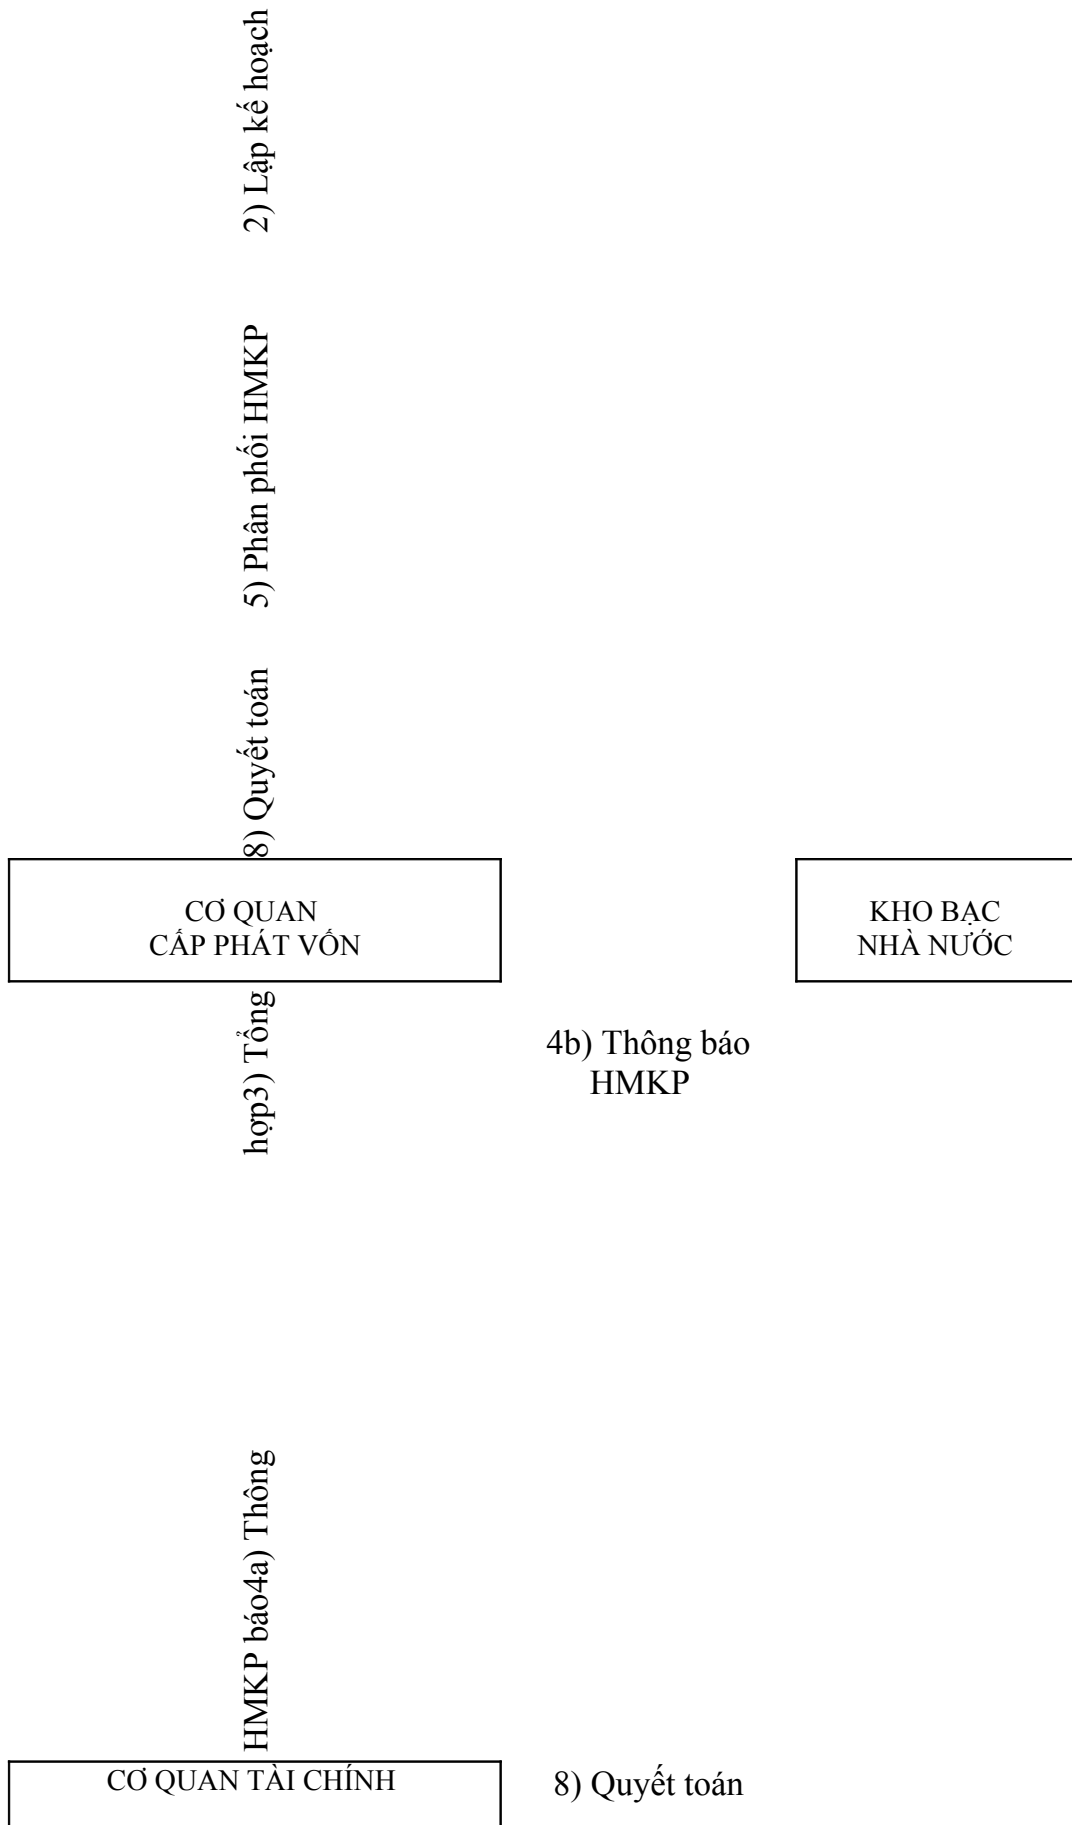 2) Lập kế hoạch
5) Phân phối HMKP
8) Quyết toán
CƠ QUAN
CẤP PHÁT VỐN
KHO BẠC
NHÀ NƯỚC
hợp3) Tổng
4b) Thông báo
HMKP
HMKP báo4a) Thông
CƠ QUAN TÀI CHÍNH
8) Quyết toán